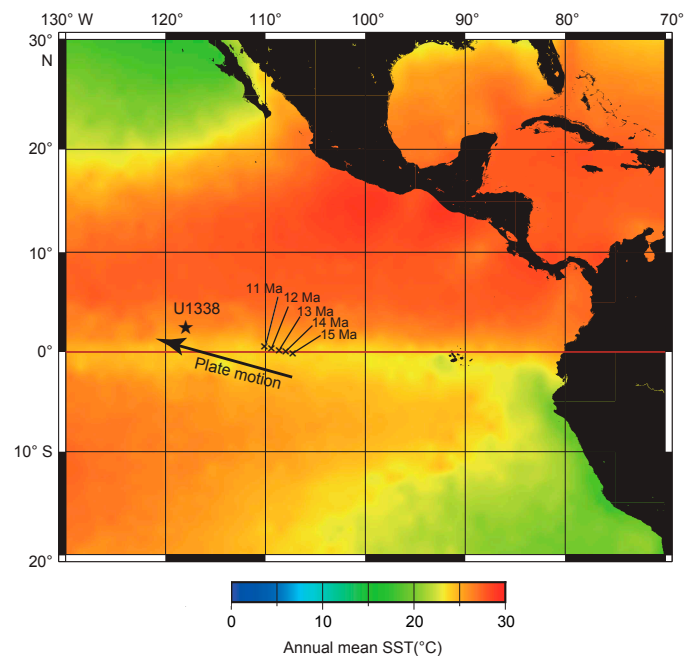 130° W 120° 110° 100° 90° 80° 70°
30°
N
20°
10°
0°
10° S
20°
11 Ma
12 Ma
13 Ma
14 Ma
15 Ma
U1338
Plate motion
0 10 20 30
Annual mean SST(°C)